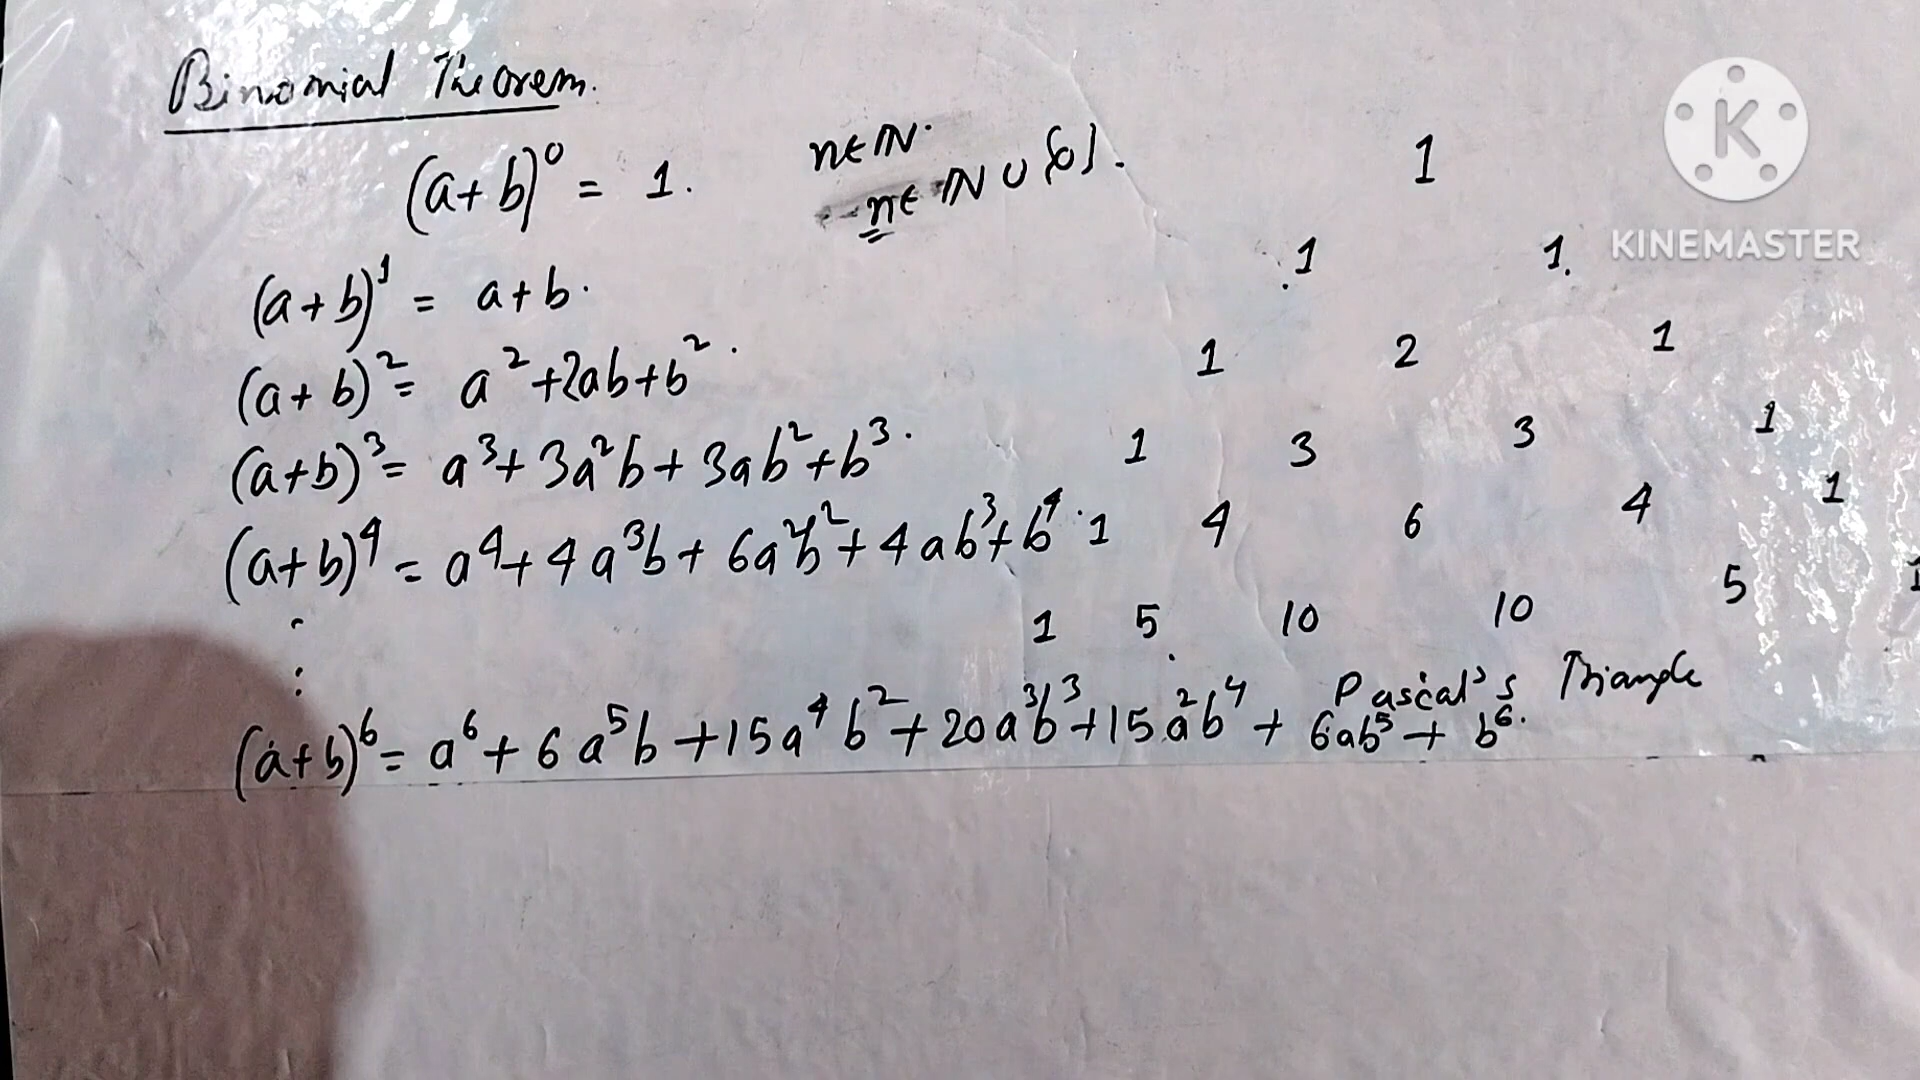 Binomial Theorem.
(a+b)⁰ = 1.
n∈ℕ.
n∈ ℕ ∪ {0}.
1
K
KINEMASTER
(a+b)¹ = a+b.
1 1.
(a+b)² = a²+2ab+b².
1 2 1
(a+b)³ = a³+3a²b+3ab²+b³.
1 3 3 1
(a+b)⁴ = a⁴+4a³b+6a²b²+4ab³+b⁴.
1 4 6 4 1
:
1 5 10 10 5 1
:
Pascal's Triangle
(a+b)⁶ = a⁶+6a⁵b+15a⁴b²+20a³b³+15a²b⁴+6ab⁵+b⁶.